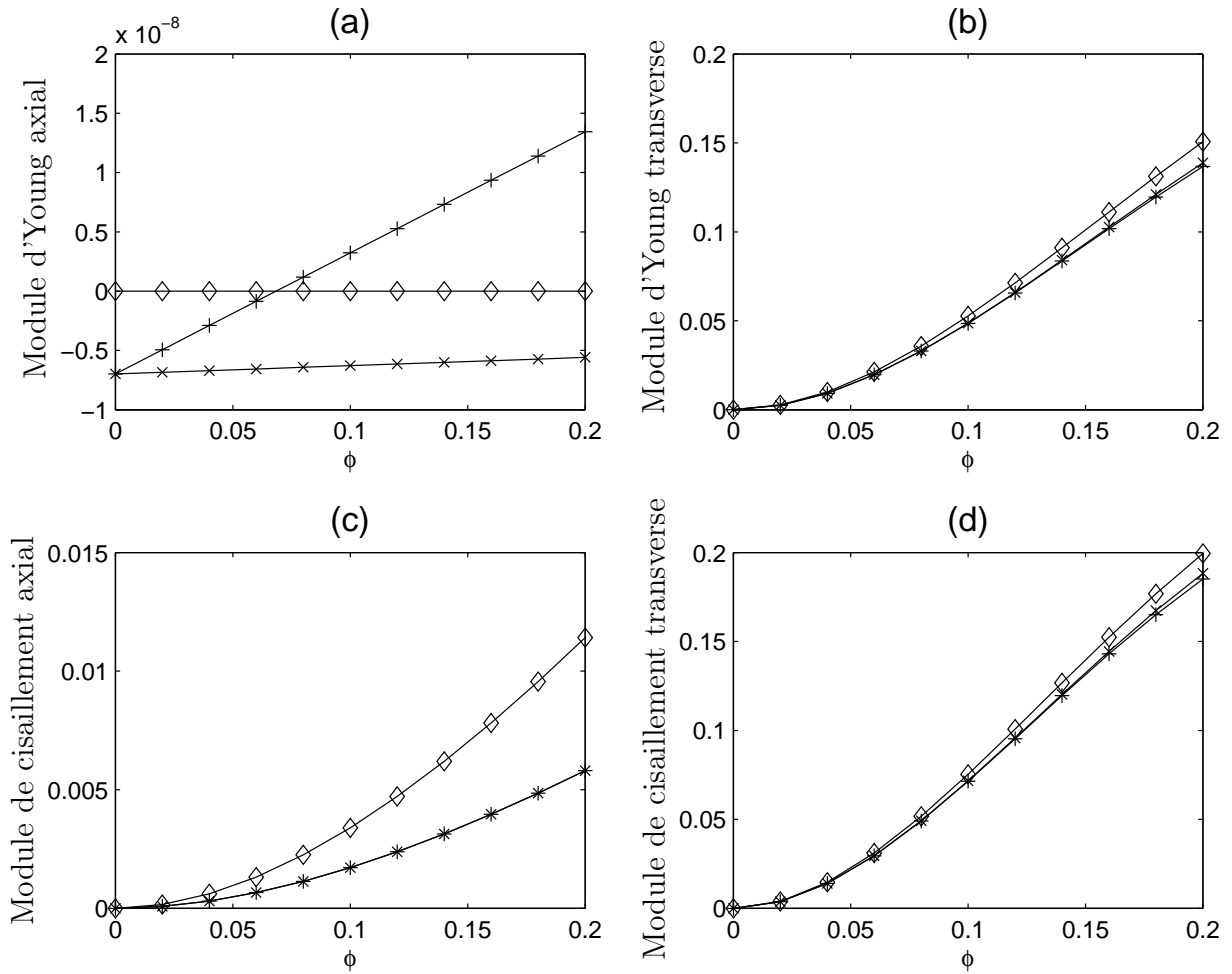 (a)
x 10−8
2
1.5
1
0.5
0
−0.5
−1
0 0.05 0.1 0.15 0.2
ϕ
Module d'Young axial
(b)
0.2
0.15
0.1
0.05
0
0 0.05 0.1 0.15 0.2
ϕ
Module d'Young transverse
(c)
0.015
0.01
0.005
0
0 0.05 0.1 0.15 0.2
ϕ
Module de cisaillement axial
(d)
0.2
0.15
0.1
0.05
0
0 0.05 0.1 0.15 0.2
ϕ
Module de cisaillement transverse